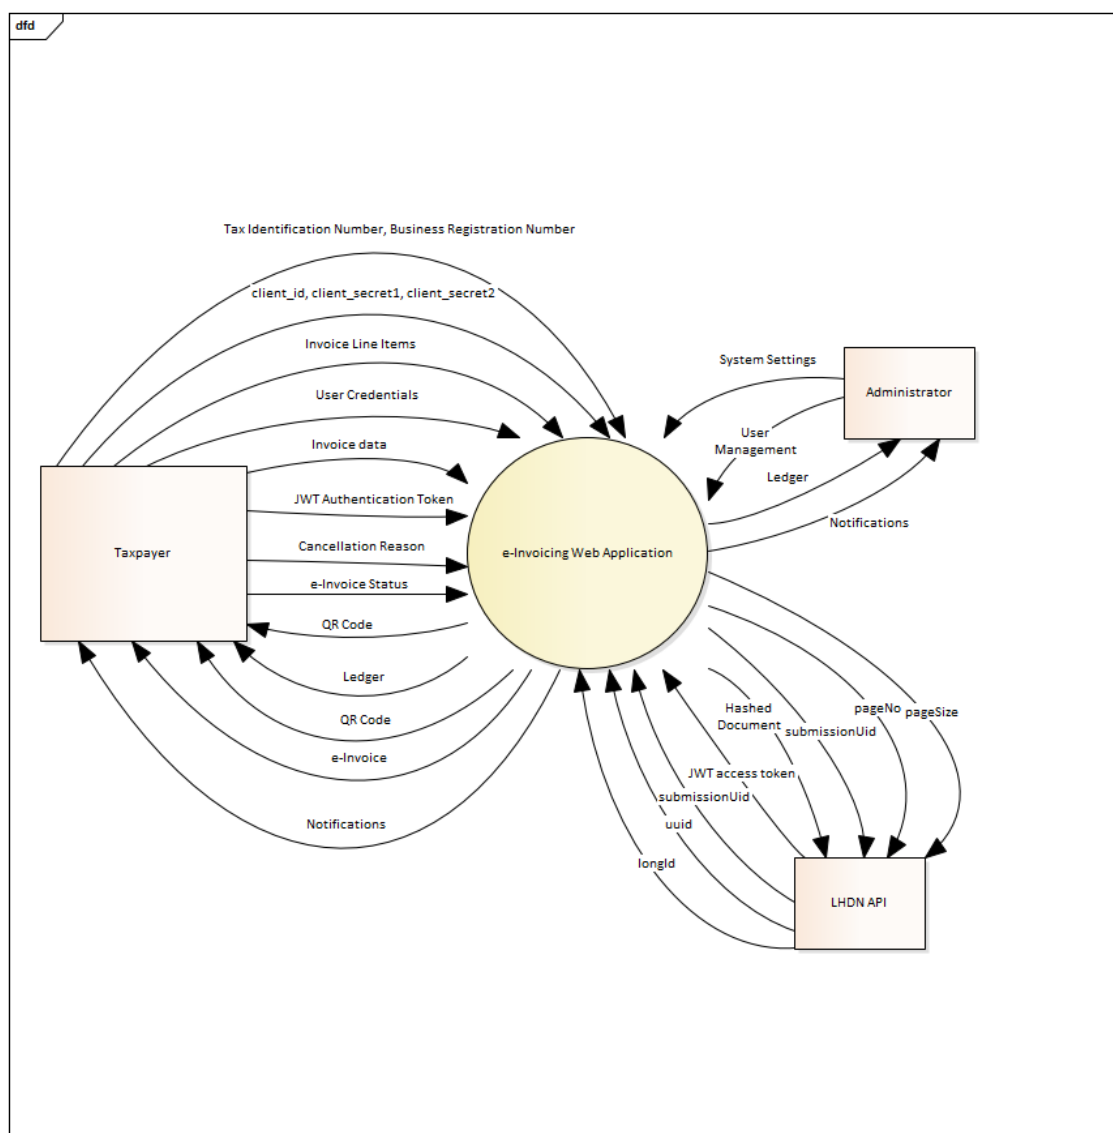 dfd
Tax Identification Number, Business Registration Number
client_id, client_secret1, client_secret2
Invoice Line Items
User Credentials
Invoice data
JWT Authentication Token
Cancellation Reason
e-Invoice Status
QR Code
Ledger
QR Code
e-Invoice
Notifications
Taxpayer
e-Invoicing Web Application
System Settings
Administrator
User
Management
Ledger
Notifications
Hashed
Document
pageNo
pageSize
submissionUid
JWT access token
submissionUid
uuid
longId
LHDN API